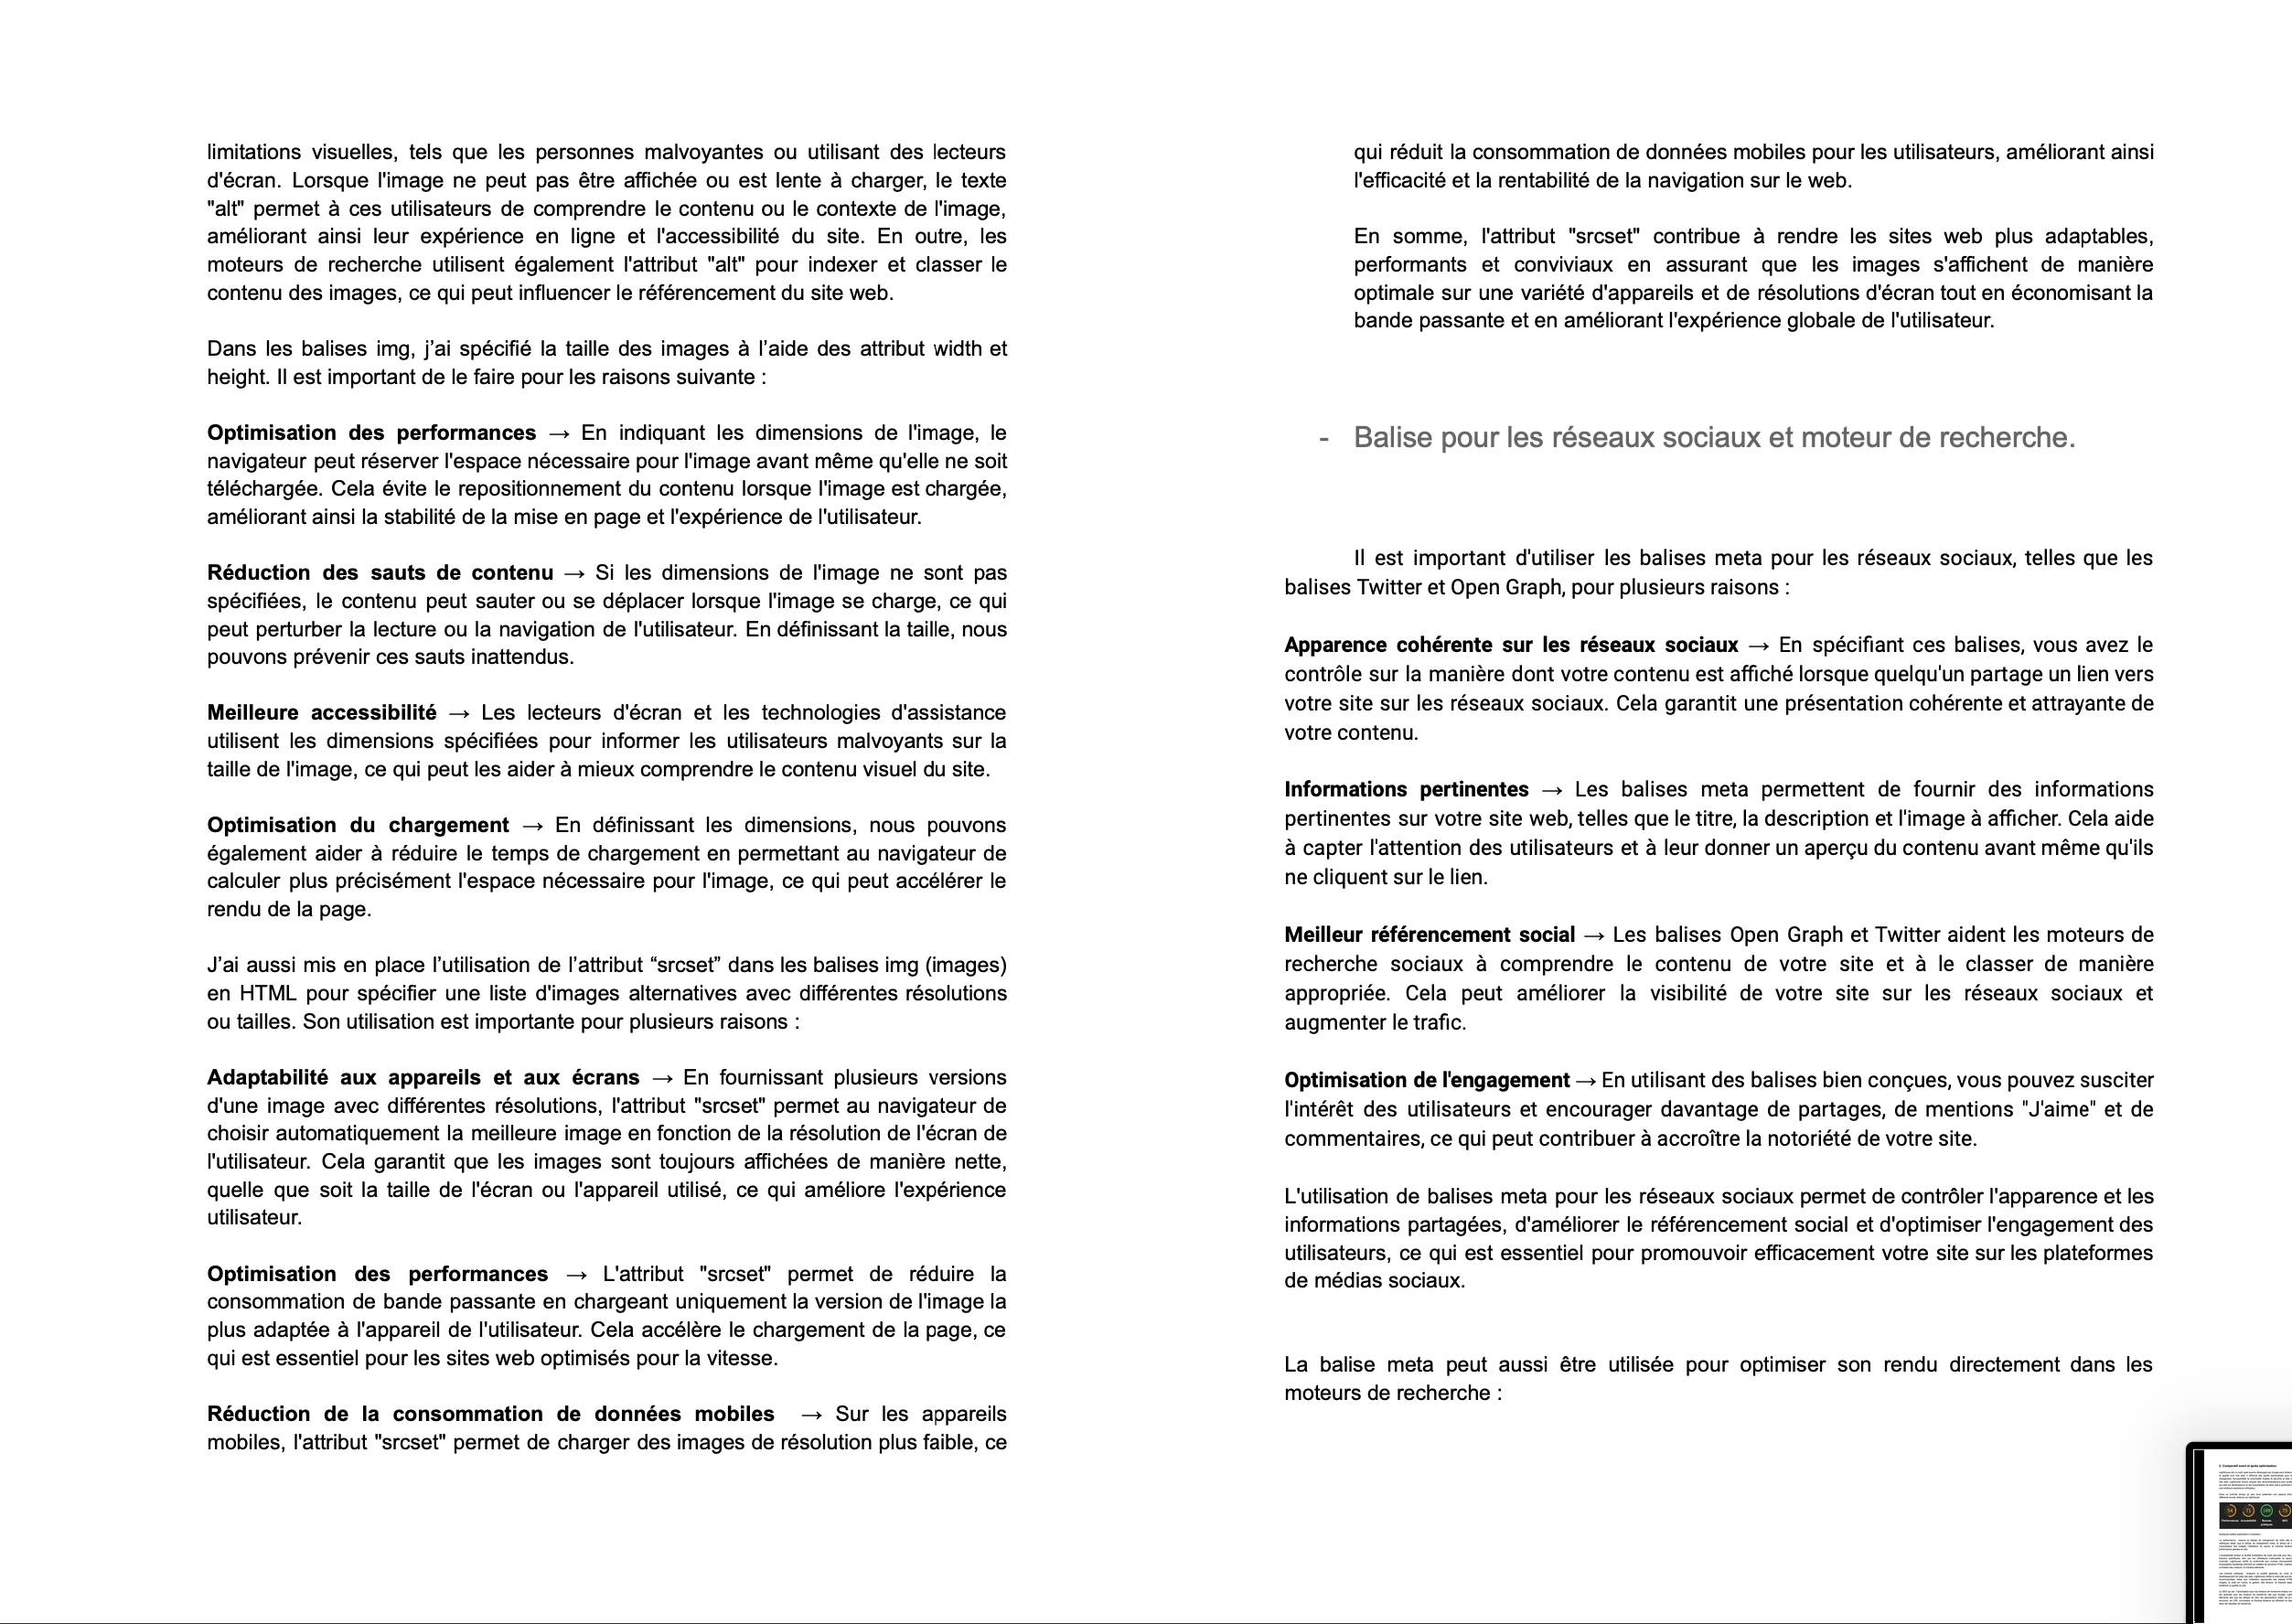 limitations visuelles, tels que les personnes malvoyantes ou utilisant des lecteurs
d'écran. Lorsque l'image ne peut pas être affichée ou est lente à charger, le texte
"alt" permet à ces utilisateurs de comprendre le contenu ou le contexte de l'image,
améliorant ainsi leur expérience en ligne et l'accessibilité du site. En outre, les
moteurs de recherche utilisent également l'attribut "alt" pour indexer et classer le
contenu des images, ce qui peut influencer le référencement du site web.
Dans les balises img, j’ai spécifié la taille des images à l’aide des attribut width et
height. Il est important de le faire pour les raisons suivante :
Optimisation des performances → En indiquant les dimensions de l'image, le
navigateur peut réserver l'espace nécessaire pour l'image avant même qu'elle ne soit
téléchargée. Cela évite le repositionnement du contenu lorsque l'image est chargée,
améliorant ainsi la stabilité de la mise en page et l'expérience de l'utilisateur.
Réduction des sauts de contenu → Si les dimensions de l'image ne sont pas
spécifiées, le contenu peut sauter ou se déplacer lorsque l'image se charge, ce qui
peut perturber la lecture ou la navigation de l'utilisateur. En définissant la taille, nous
pouvons prévenir ces sauts inattendus.
Meilleure accessibilité → Les lecteurs d'écran et les technologies d'assistance
utilisent les dimensions spécifiées pour informer les utilisateurs malvoyants sur la
taille de l'image, ce qui peut les aider à mieux comprendre le contenu visuel du site.
Optimisation du chargement → En définissant les dimensions, nous pouvons
également aider à réduire le temps de chargement en permettant au navigateur de
calculer plus précisément l'espace nécessaire pour l'image, ce qui peut accélérer le
rendu de la page.
J’ai aussi mis en place l’utilisation de l’attribut “srcset” dans les balises img (images)
en HTML pour spécifier une liste d'images alternatives avec différentes résolutions
ou tailles. Son utilisation est importante pour plusieurs raisons :
Adaptabilité aux appareils et aux écrans → En fournissant plusieurs versions
d'une image avec différentes résolutions, l'attribut "srcset" permet au navigateur de
choisir automatiquement la meilleure image en fonction de la résolution de l'écran de
l'utilisateur. Cela garantit que les images sont toujours affichées de manière nette,
quelle que soit la taille de l'écran ou l'appareil utilisé, ce qui améliore l'expérience
utilisateur.
Optimisation des performances → L'attribut "srcset" permet de réduire la
consommation de bande passante en chargeant uniquement la version de l'image la
plus adaptée à l'appareil de l'utilisateur. Cela accélère le chargement de la page, ce
qui est essentiel pour les sites web optimisés pour la vitesse.
Réduction de la consommation de données mobiles → Sur les appareils
mobiles, l'attribut "srcset" permet de charger des images de résolution plus faible, ce
qui réduit la consommation de données mobiles pour les utilisateurs, améliorant ainsi
l'efficacité et la rentabilité de la navigation sur le web.
En somme, l'attribut "srcset" contribue à rendre les sites web plus adaptables,
performants et conviviaux en assurant que les images s'affichent de manière
optimale sur une variété d'appareils et de résolutions d'écran tout en économisant la
bande passante et en améliorant l'expérience globale de l'utilisateur.
- Balise pour les réseaux sociaux et moteur de recherche.
Il est important d'utiliser les balises meta pour les réseaux sociaux, telles que les
balises Twitter et Open Graph, pour plusieurs raisons :
Apparence cohérente sur les réseaux sociaux → En spécifiant ces balises, vous avez le
contrôle sur la manière dont votre contenu est affiché lorsque quelqu'un partage un lien vers
votre site sur les réseaux sociaux. Cela garantit une présentation cohérente et attrayante de
votre contenu.
Informations pertinentes → Les balises meta permettent de fournir des informations
pertinentes sur votre site web, telles que le titre, la description et l'image à afficher. Cela aide
à capter l'attention des utilisateurs et à leur donner un aperçu du contenu avant même qu'ils
ne cliquent sur le lien.
Meilleur référencement social → Les balises Open Graph et Twitter aident les moteurs de
recherche sociaux à comprendre le contenu de votre site et à le classer de manière
appropriée. Cela peut améliorer la visibilité de votre site sur les réseaux sociaux et
augmenter le trafic.
Optimisation de l'engagement → En utilisant des balises bien conçues, vous pouvez susciter
l'intérêt des utilisateurs et encourager davantage de partages, de mentions "J'aime" et de
commentaires, ce qui peut contribuer à accroître la notoriété de votre site.
L'utilisation de balises meta pour les réseaux sociaux permet de contrôler l'apparence et les
informations partagées, d'améliorer le référencement social et d'optimiser l'engagement des
utilisateurs, ce qui est essentiel pour promouvoir efficacement votre site sur les plateformes
de médias sociaux.
La balise meta peut aussi être utilisée pour optimiser son rendu directement dans les
moteurs de recherche :